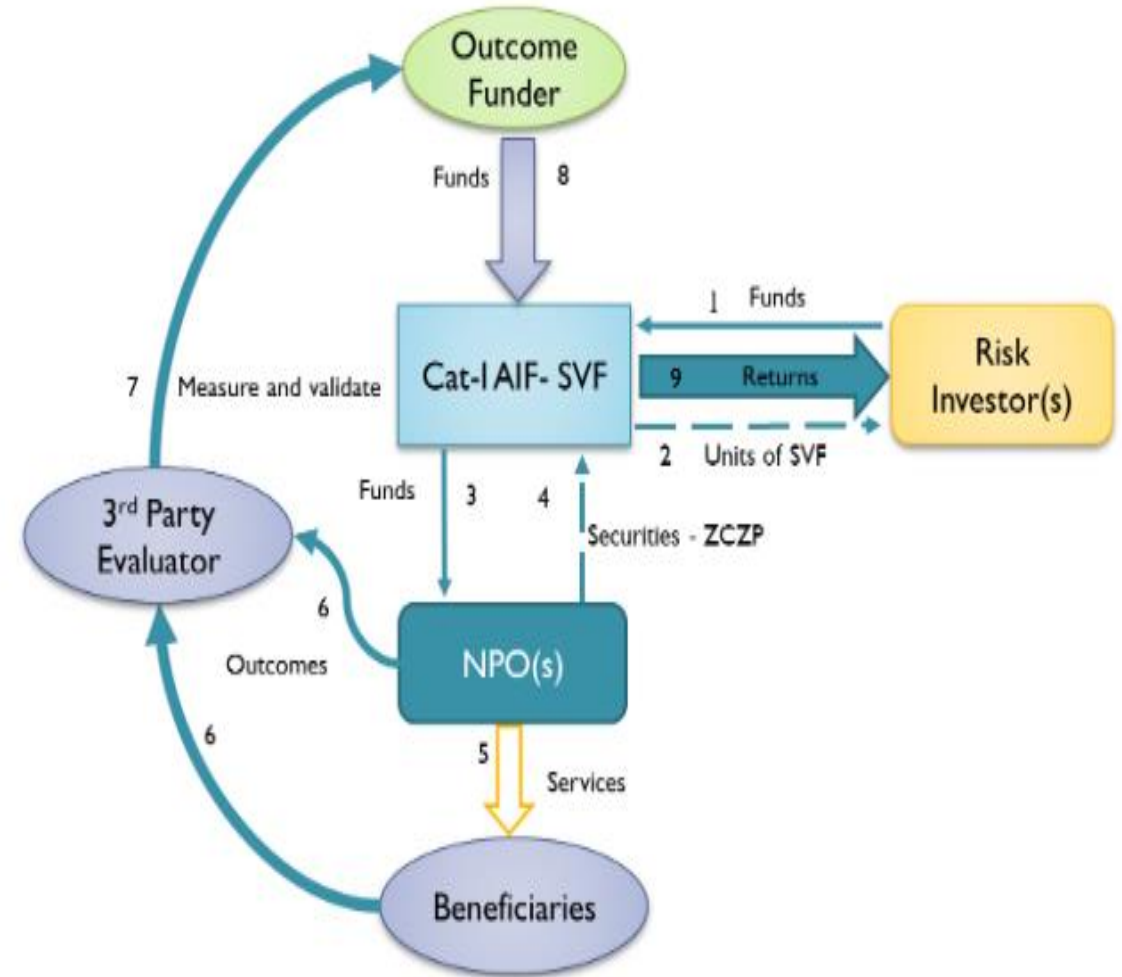 Outcome
Funder
Funds
8
1 Funds
Cat-I AIF- SVF
9 Returns
Risk
Investor(s)
2 Units of SVF
7 Measure and validate
Funds
3
4
Securities - ZCZP
3rd Party
Evaluator
6
Outcomes
NPO(s)
6
5
Services
Beneficiaries